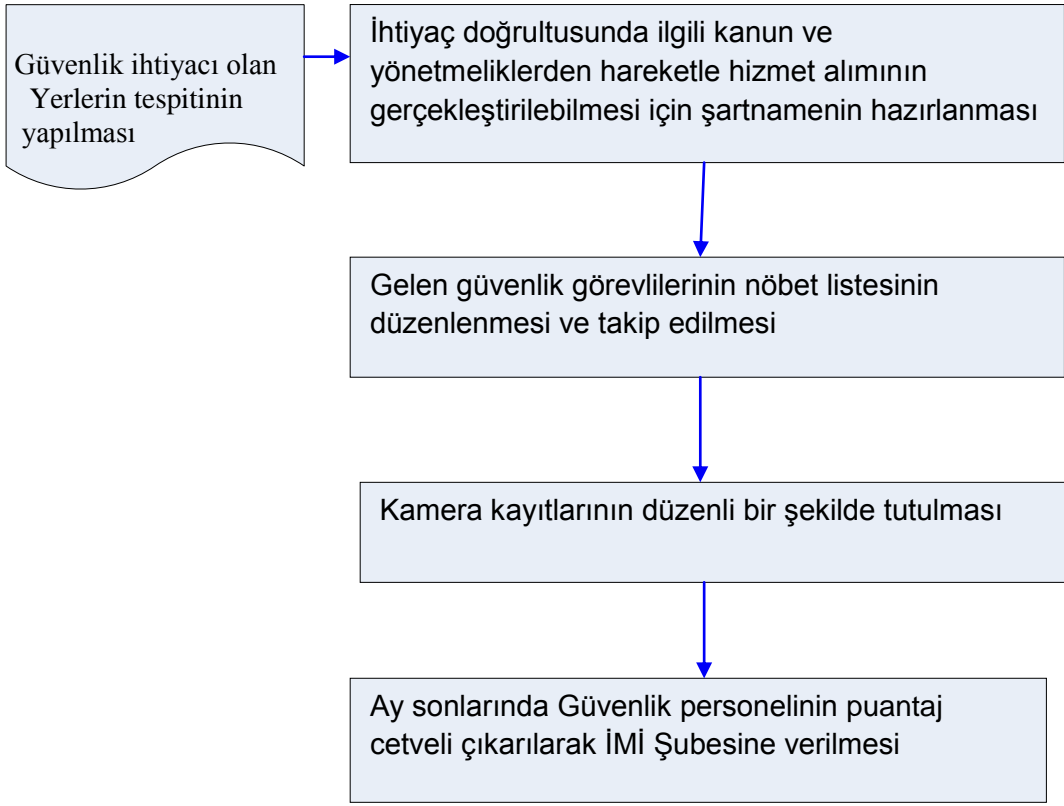 Güvenlik ihtiyacı olan
Yerlerin tespitinin
yapılması
İhtiyaç doğrultusunda ilgili kanun ve
yönetmeliklerden hareketle hizmet alımının
gerçekleştirilebilmesi için şartnamenin hazırlanması
Gelen güvenlik görevlilerinin nöbet listesinin
düzenlenmesi ve takip edilmesi
Kamera kayıtlarının düzenli bir şekilde tutulması
Ay sonlarında Güvenlik personelinin puantaj
cetveli çıkarılarak İMİ Şubesine verilmesi